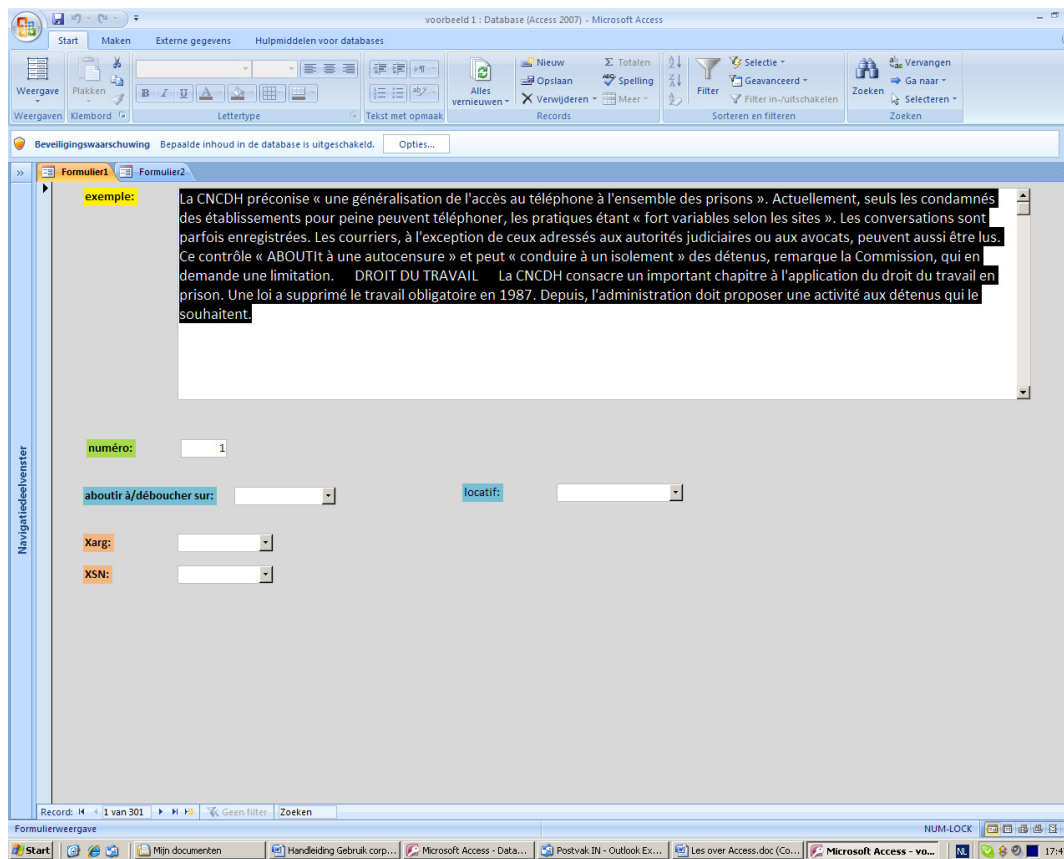 voorbeeld 1 : Database (Access 2007) - Microsoft Access
Start Maken Externe gegevens Hulpmiddelen voor databases
Weergave
Plakken
B I U A
Alles vernieuwen
Nieuw
Opslaan
Verwijderen
Totalen
Spelling
Meer
Filter
Selectie
Geavanceerd
Filter in-/uitschakelen
Zoeken
Vervangen
Ga naar
Selecteren
Weergaven Klembord Lettertype Tekst met opmaak Records Sorteren en filteren Zoeken
Beveiligingswaarschuwing Bepaalde inhoud in de database is uitgeschakeld. Opties...
Formulier1 Formulier2
exemple:
La CNCDH préconise « une généralisation de l'accès au téléphone à l'ensemble des prisons ». Actuellement, seuls les condamnés
des établissements pour peine peuvent téléphoner, les pratiques étant « fort variables selon les sites ». Les conversations sont
parfois enregistrées. Les courriers, à l'exception de ceux adressés aux autorités judiciaires ou aux avocats, peuvent aussi être lus.
Ce contrôle « ABOUTIt à une autocensure » et peut « conduire à un isolement » des détenus, remarque la Commission, qui en
demande une limitation. DROIT DU TRAVAIL La CNCDH consacre un important chapitre à l'application du droit du travail en
prison. Une loi a supprimé le travail obligatoire en 1987. Depuis, l'administration doit proposer une activité aux détenus qui le
souhaitent.
numéro: 1
aboutir à/déboucher sur: locatif:
Xarg:
XSN:
Navigatiedeelvenster
Record: 1 van 301 Geen filter Zoeken
Formulierweergave NUM-LOCK
Start Mijn documenten Handleiding Gebruik corp... Microsoft Access - Data... Postvak IN - Outlook Ex... Les over Access.doc (Co... Microsoft Access - vo... NL